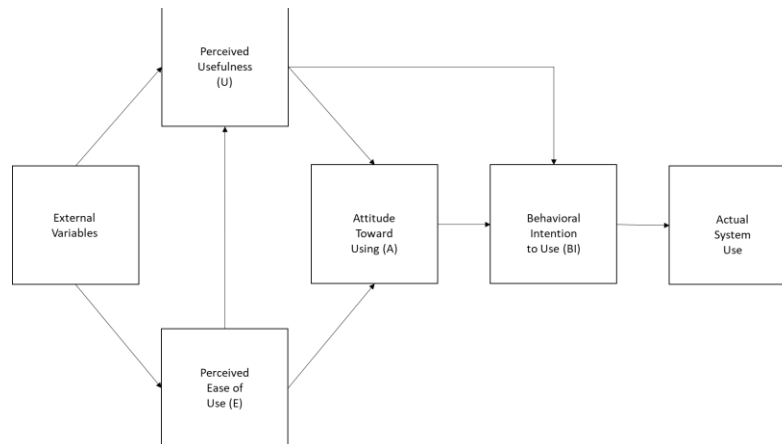 Perceived
Usefulness
(U)
External
Variables
Attitude
Toward
Using (A)
Behavioral
Intention
to Use (BI)
Actual
System
Use
Perceived
Ease of
Use (E)